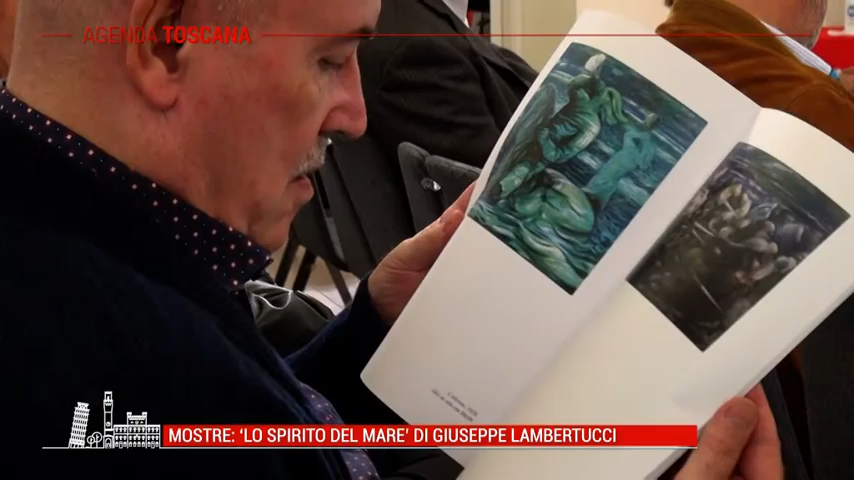 AGENDA TOSCANA
MOSTRE: ‘LO SPIRITO DEL MARE’ DI GIUSEPPE LAMBERTUCCI